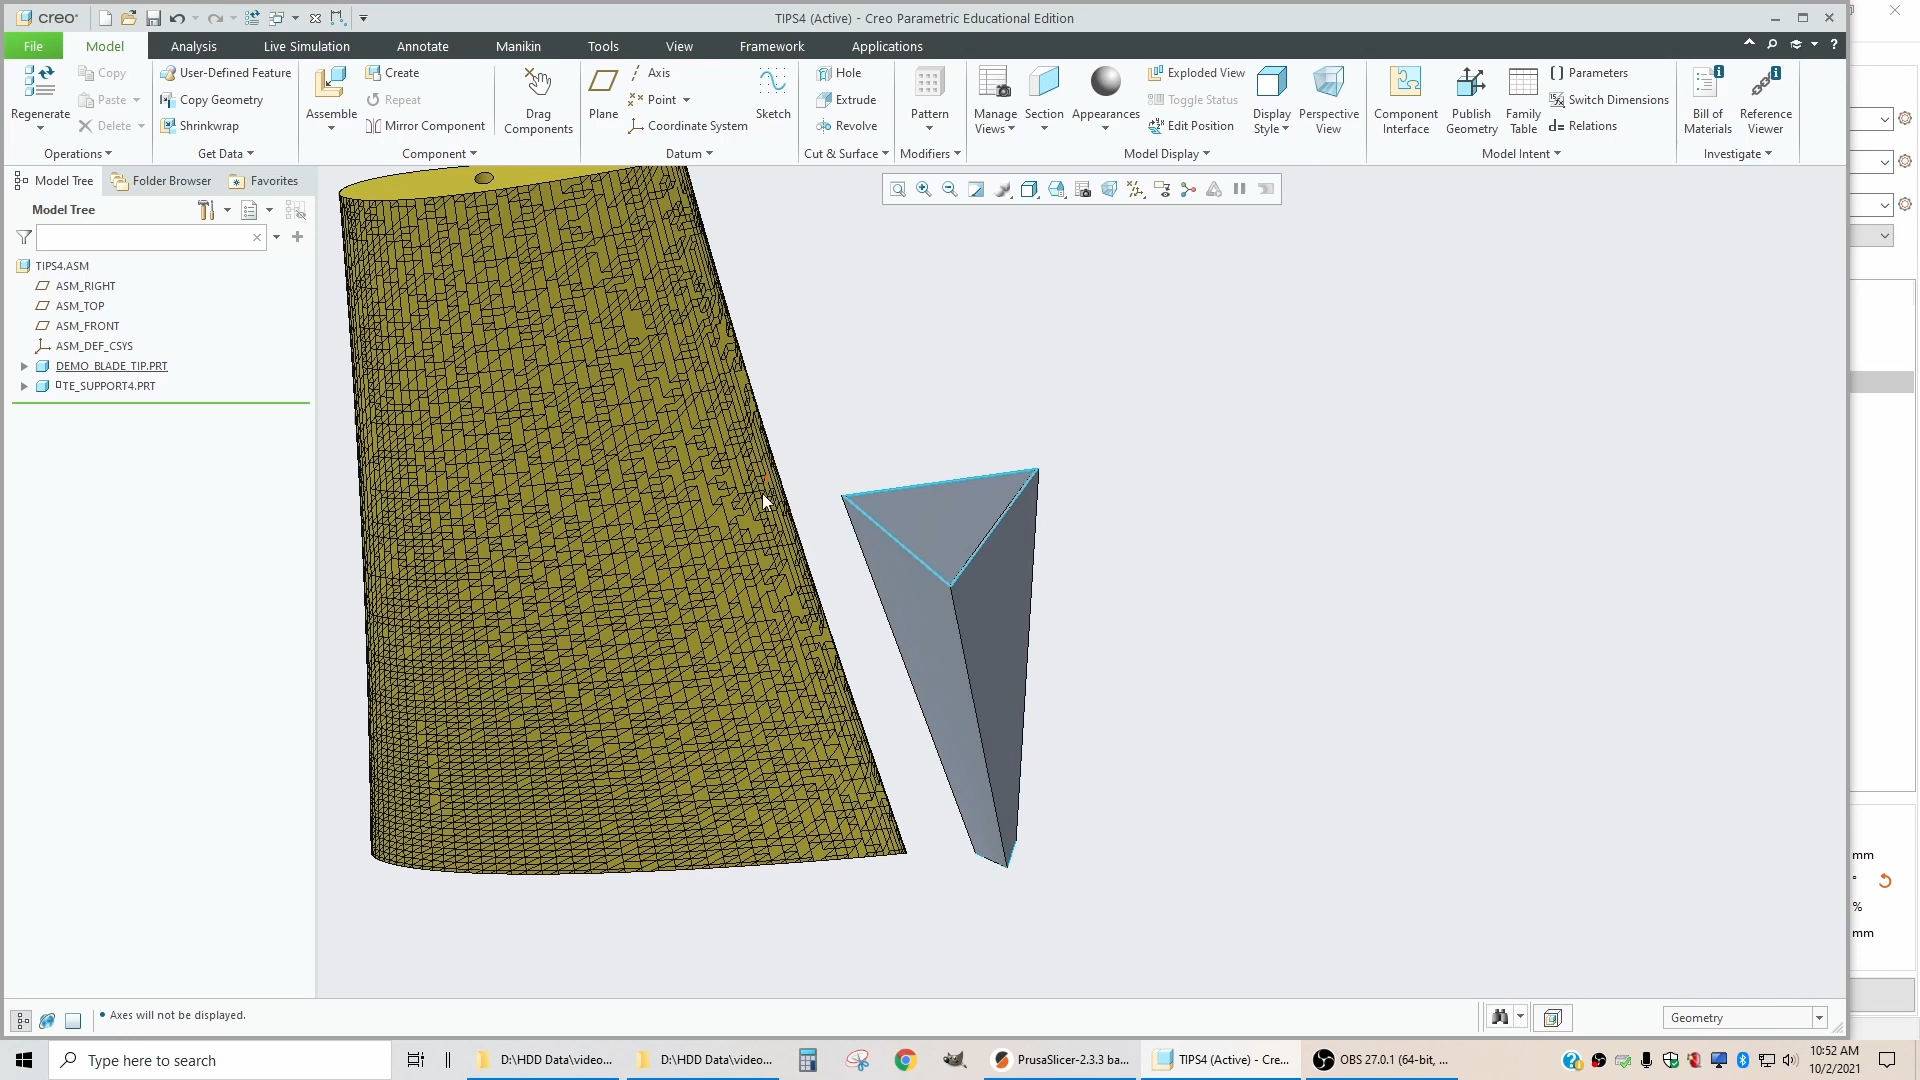 creo
TIPS4 (Active) - Creo Parametric Educational Edition
File Model Analysis Live Simulation Annotate Manikin Tools View Framework Applications
Regenerate
Copy
Paste
Delete
Operations
User-Defined Feature
Copy Geometry
Shrinkwrap
Get Data
Assemble
Create
Repeat
Mirror Component
Drag Components
Component
Plane
Axis
Point
Coordinate System
Sketch
Datum
Hole
Extrude
Revolve
Cut & Surface
Pattern
Modifiers
Manage Views
Section
Appearances
Exploded View
Toggle Status
Edit Position
Display Style
Perspective View
Model Display
Component Interface
Publish Geometry
Family Table
Parameters
Switch Dimensions
Relations
Model Intent
Bill of Materials
Reference Viewer
Investigate
Model Tree Folder Browser Favorites
Model Tree
TIPS4.ASM
ASM_RIGHT
ASM_TOP
ASM_FRONT
ASM_DEF_CSYS
DEMO_BLADE_TIP.PRT
TE_SUPPORT4.PRT
mm
°
%
mm
Axes will not be displayed.
Geometry
Type here to search
D:\HDD Data\video...
D:\HDD Data\video...
PrusaSlicer-2.3.3 ba...
TIPS4 (Active) - Cre...
OBS 27.0.1 (64-bit, ...
10:52 AM
10/2/2021